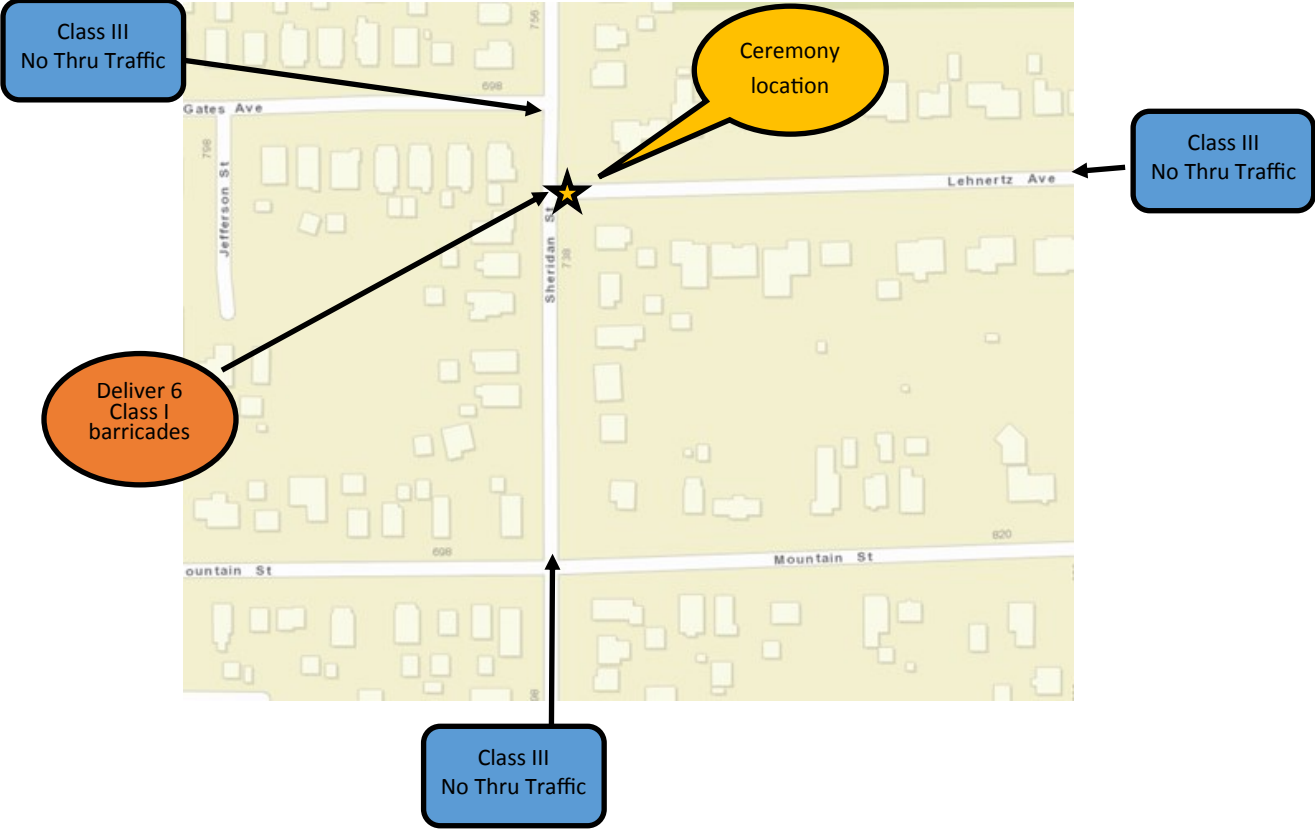 Class III
No Thru Traffic
756
Ceremony
location
698
Gates Ave
798
Jefferson St
Class III
No Thru Traffic
Lehnertz Ave
Sheridan St
738
Deliver 6
Class I
barricades
698
820
Mountain St
ountain St
98
Class III
No Thru Traffic